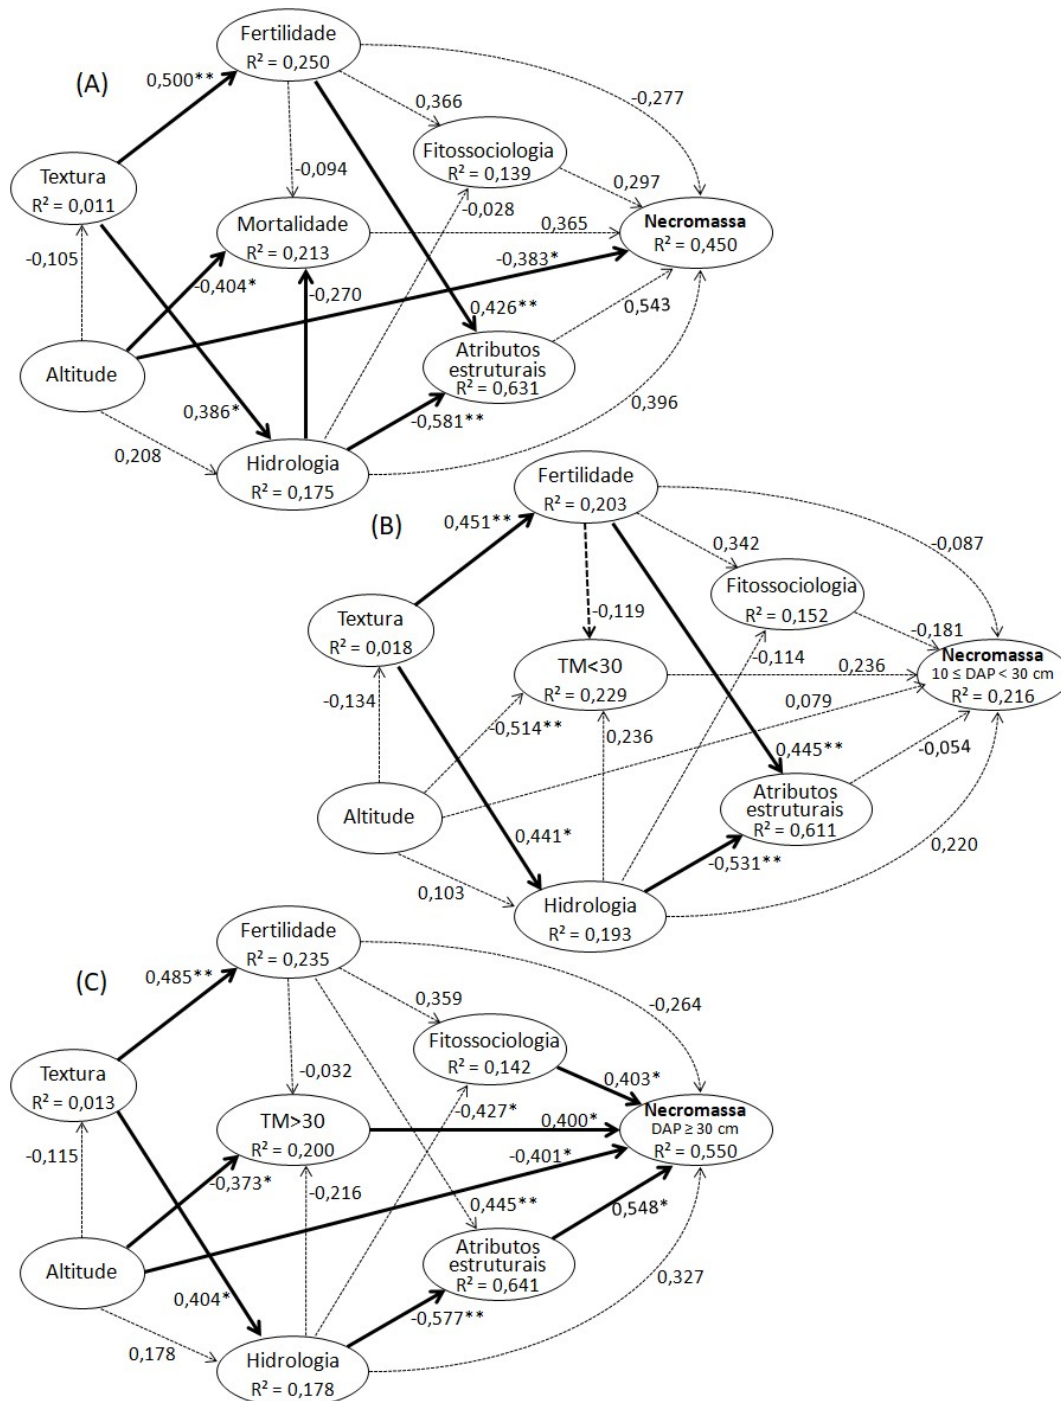 (A)
Fertilidade
R² = 0,250
0,500**
0,366
-0,277
Fitossociologia
R² = 0,139
Textura
R² = 0,011
-0,094
0,297
-0,028
Mortalidade
R² = 0,213
0,365
Necromassa
R² = 0,450
-0,105
-0,404*
-0,270
-0,383*
0,426**
0,543
Altitude
Atributos
estruturais
R² = 0,631
0,386*
-0,581**
0,396
0,208
Hidrologia
R² = 0,175
(B)
Fertilidade
R² = 0,203
0,451**
0,342
-0,087
Fitossociologia
R² = 0,152
Textura
R² = 0,018
-0,119
-0,181
-0,114
TM<30
R² = 0,229
0,236
Necromassa
10 ≤ DAP < 30 cm
R² = 0,216
-0,134
-0,514**
0,236
0,079
0,445**
-0,054
Altitude
Atributos
estruturais
R² = 0,611
0,441*
-0,531**
0,220
0,103
Hidrologia
R² = 0,193
(C)
Fertilidade
R² = 0,235
0,485**
0,359
-0,264
Fitossociologia
R² = 0,142
Textura
R² = 0,013
-0,032
0,403*
-0,427*
TM>30
R² = 0,200
0,400*
Necromassa
DAP ≥ 30 cm
R² = 0,550
-0,115
-0,373*
-0,216
-0,401*
0,445**
0,548*
Altitude
Atributos
estruturais
R² = 0,641
0,404*
-0,577**
0,327
0,178
Hidrologia
R² = 0,178